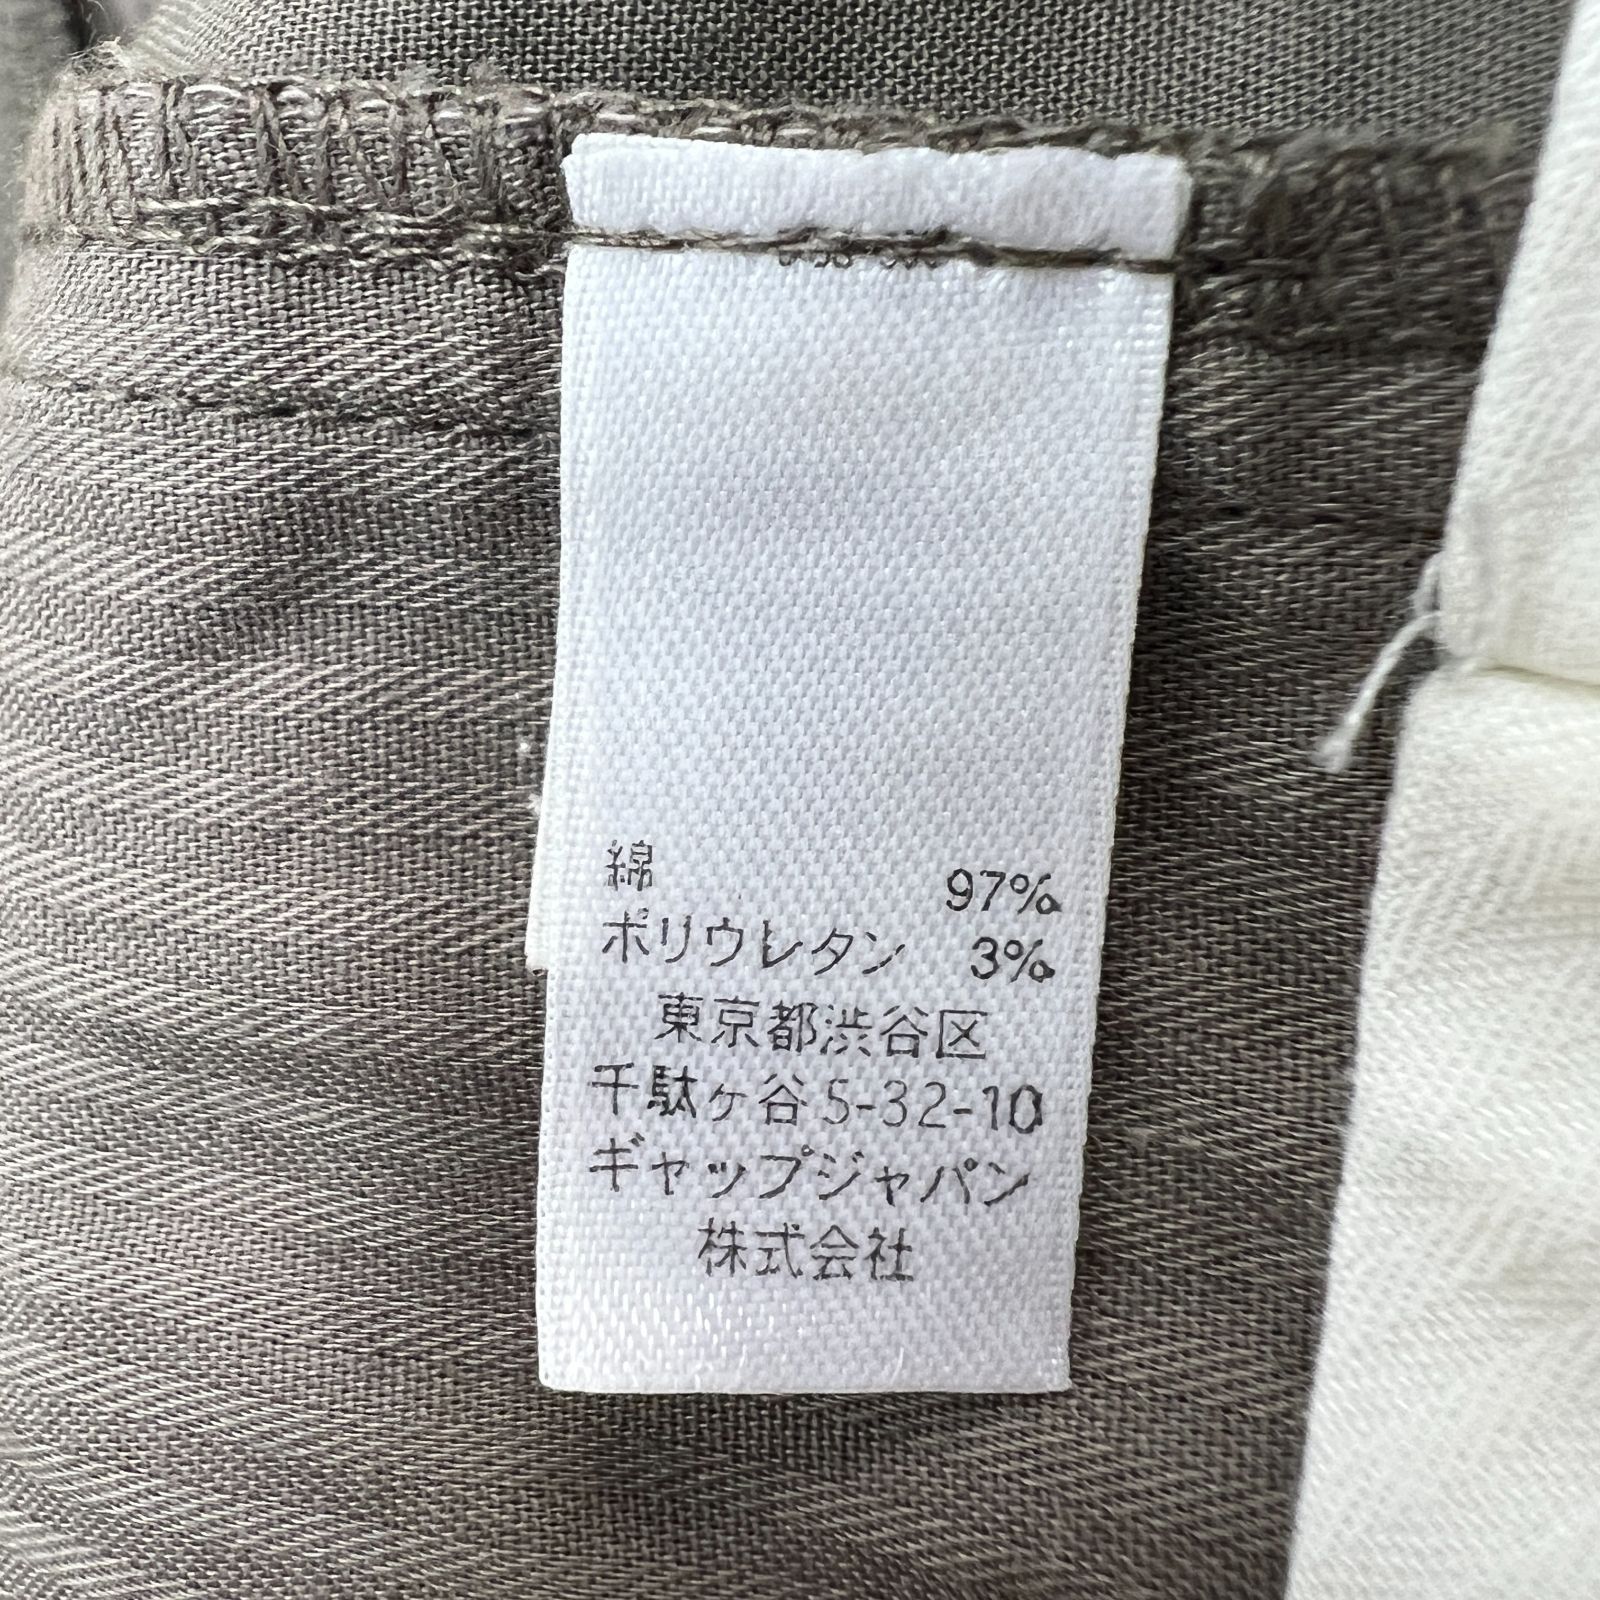 綿 97%
ポリウレタン 3%
東京都渋谷区
千駄ヶ谷5-32-10
ギャップジャパン
株式会社